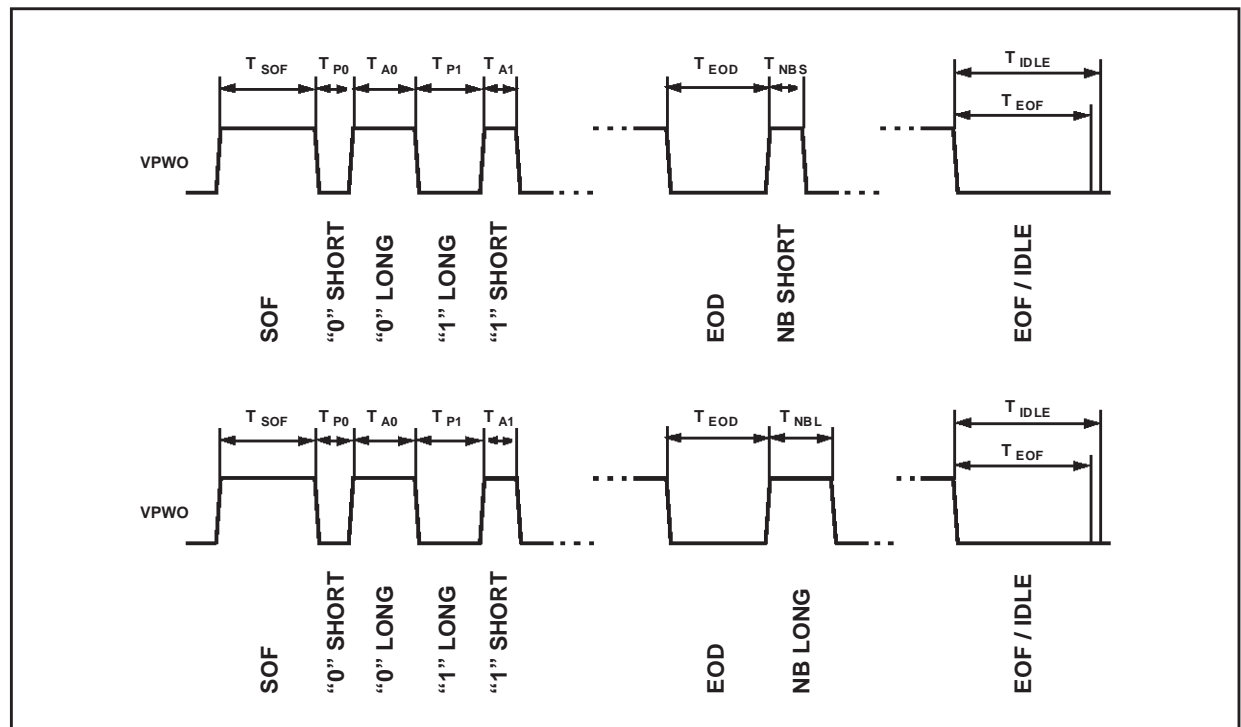 T SOF T P0 T A0 T P1 T A1 T EOD T NBS T IDLE
T EOF
VPWO
SOF
“0” SHORT
“0” LONG
“1” LONG
“1” SHORT
EOD
NB SHORT
EOF / IDLE
T SOF T P0 T A0 T P1 T A1 T EOD T NBL T IDLE
T EOF
VPWO
SOF
“0” SHORT
“0” LONG
“1” LONG
“1” SHORT
EOD
NB LONG
EOF / IDLE